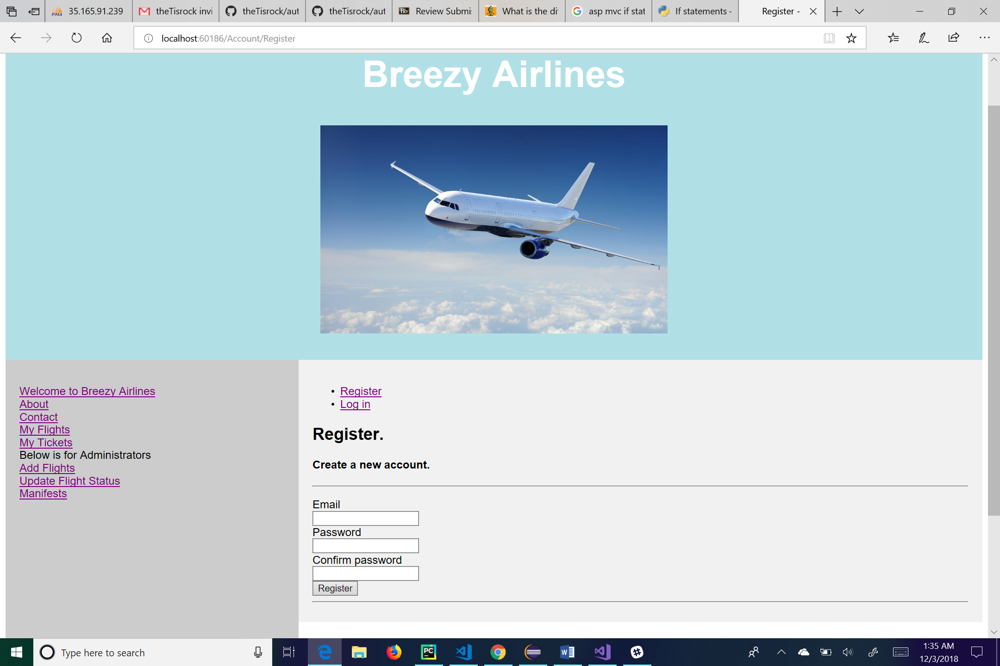 35.165.91.239
theTisrock invi
theTisrock/aut
theTisrock/aut
Review Submi
What is the di
asp mvc if stat
If statements -
Register -
localhost:60186/Account/Register
Breezy Airlines
Welcome to Breezy Airlines
About
Contact
My Flights
My Tickets
Below is for Administrators
Add Flights
Update Flight Status
Manifests
Register
Log in
Register.
Create a new account.
Email
Password
Confirm password
Register
Type here to search
1:35 AM
12/3/2018